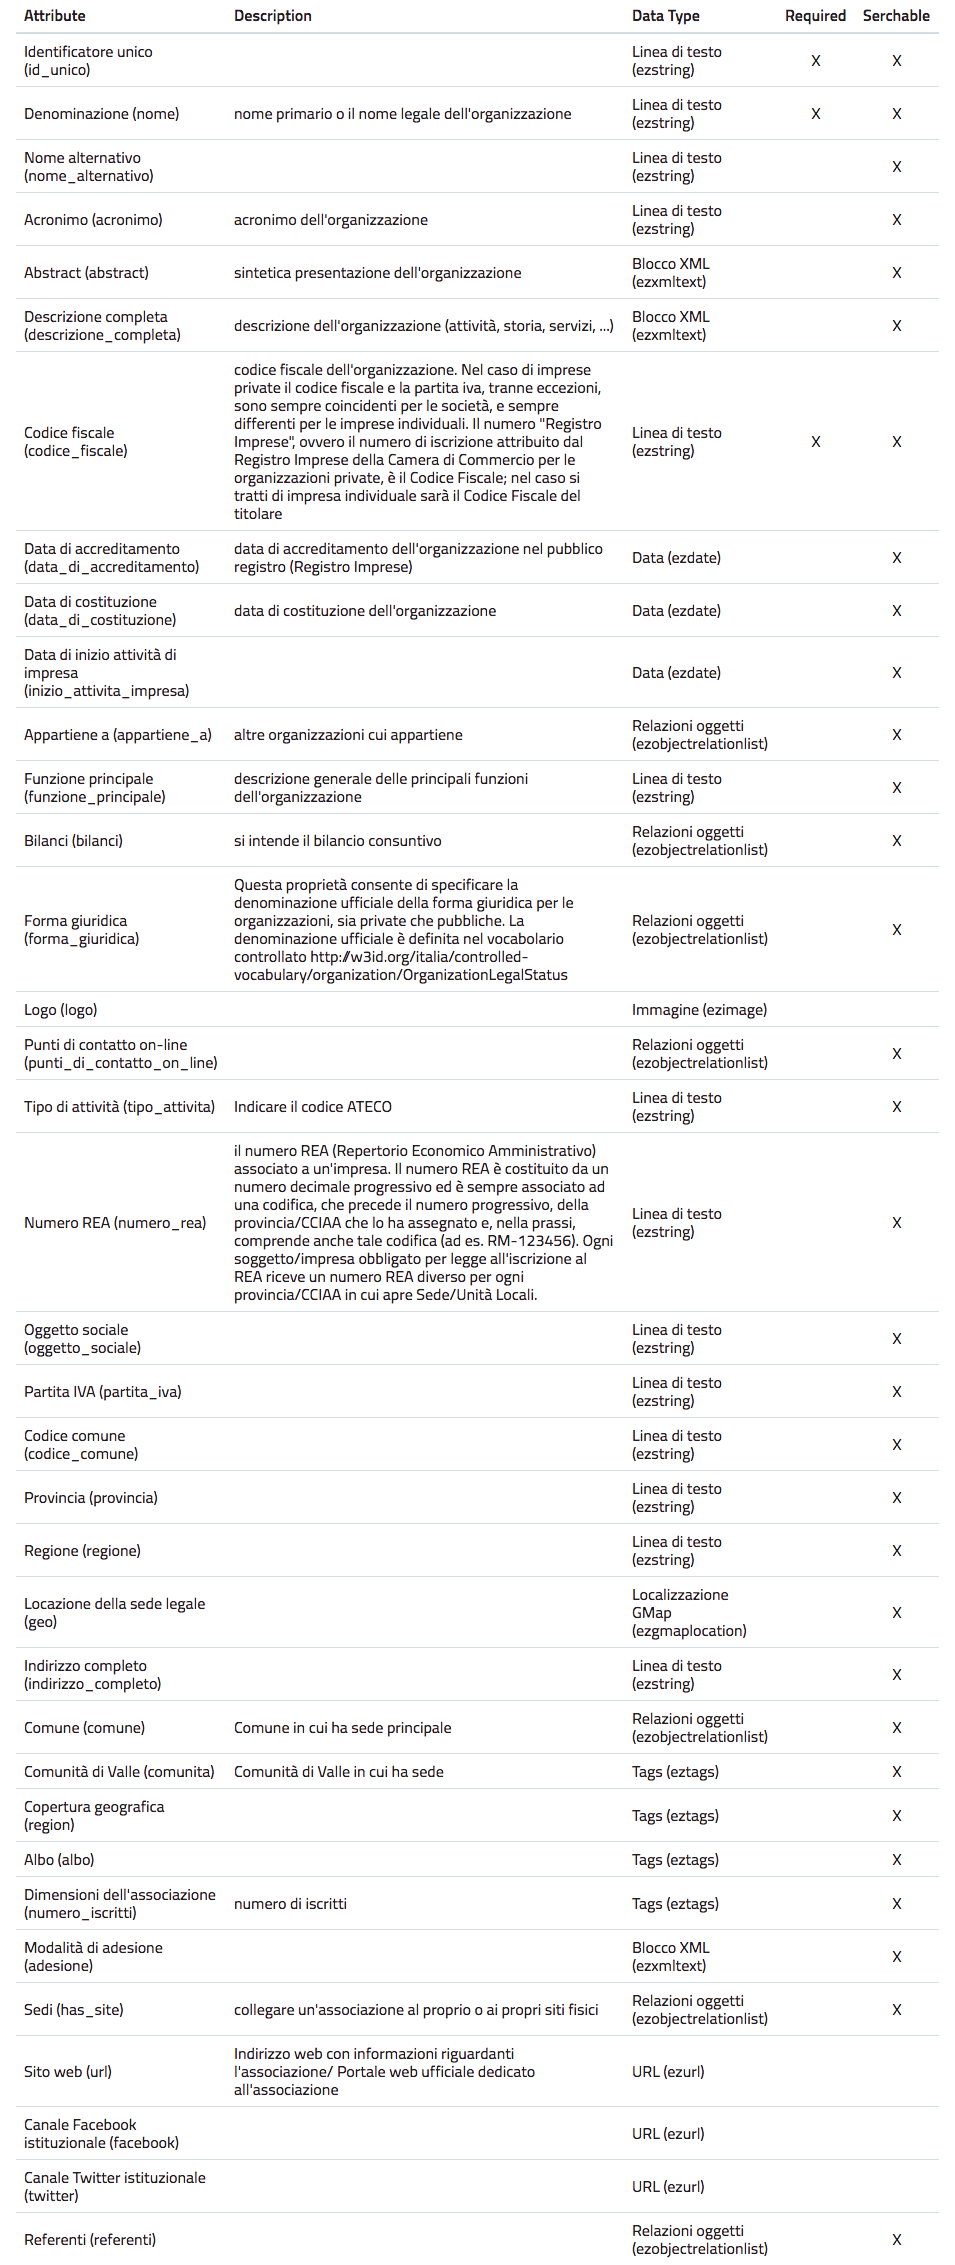 Attribute Description Data Type Required Serchable
Identificatore unico
(id_unico)
Linea di testo
(ezstring)
X X
Denominazione (nome) nome primario o il nome legale dell'organizzazione
Linea di testo
(ezstring)
X X
Nome alternativo
(nome_alternativo)
Linea di testo
(ezstring)
X
Acronimo (acronimo) acronimo dell'organizzazione
Linea di testo
(ezstring)
X
Abstract (abstract) sintetica presentazione dell'organizzazione
Blocco XML
(ezxmltext)
X
Descrizione completa
(descrizione_completa)
descrizione dell'organizzazione (attività, storia, servizi, ...)
Blocco XML
(ezxmltext)
X
Codice fiscale
(codice_fiscale)
codice fiscale dell'organizzazione. Nel caso di imprese
private il codice fiscale e la partita iva, tranne eccezioni,
sono sempre coincidenti per le società, e sempre
differenti per le imprese individuali. Il numero "Registro
Imprese", ovvero il numero di iscrizione attribuito dal
Registro Imprese della Camera di Commercio per le
organizzazioni private, è il Codice Fiscale; nel caso si
tratti di impresa individuale sarà il Codice Fiscale del
titolare
Linea di testo
(ezstring)
X X
Data di accreditamento
(data_di_accreditamento)
data di accreditamento dell'organizzazione nel pubblico
registro (Registro Imprese)
Data (ezdate)
X
Data di costituzione
(data_di_costituzione)
data di costituzione dell'organizzazione
Data (ezdate)
X
Data di inizio attività di
impresa
(inizio_attivita_impresa)
Data (ezdate)
X
Appartiene a (appartiene_a) altre organizzazioni cui appartiene
Relazioni oggetti
(ezobjectrelationlist)
X
Funzione principale
(funzione_principale)
descrizione generale delle principali funzioni
dell'organizzazione
Linea di testo
(ezstring)
X
Bilanci (bilanci) si intende il bilancio consuntivo
Relazioni oggetti
(ezobjectrelationlist)
X
Forma giuridica
(forma_giuridica)
Questa proprietà consente di specificare la
denominazione ufficiale della forma giuridica per le
organizzazioni, sia private che pubbliche. La
denominazione ufficiale è definita nel vocabolario
controllato http://w3id.org/italia/controlled-
vocabulary/organization/OrganizationLegalStatus
Relazioni oggetti
(ezobjectrelationlist)
X
Logo (logo) Immagine (ezimage)
Punti di contatto on-line
(punti_di_contatto_on_line)
Relazioni oggetti
(ezobjectrelationlist)
X
Tipo di attività (tipo_attivita) Indicare il codice ATECO
Linea di testo
(ezstring)
X
Numero REA (numero_rea)
il numero REA (Repertorio Economico Amministrativo)
associato a un'impresa. Il numero REA è costituito da un
numero decimale progressivo ed è sempre associato ad
una codifica, che precede il numero progressivo, della
provincia/CCIAA che lo ha assegnato e, nella prassi,
comprende anche tale codifica (ad es. RM-123456). Ogni
soggetto/impresa obbligato per legge all'iscrizione al
REA riceve un numero REA diverso per ogni
provincia/CCIAA in cui apre Sede/Unità Locali.
Linea di testo
(ezstring)
X
Oggetto sociale
(oggetto_sociale)
Linea di testo
(ezstring)
X
Partita IVA (partita_iva)
Linea di testo
(ezstring)
X
Codice comune
(codice_comune)
Linea di testo
(ezstring)
X
Provincia (provincia)
Linea di testo
(ezstring)
X
Regione (regione)
Linea di testo
(ezstring)
X
Locazione della sede legale
(geo)
Localizzazione
GMap
(ezgmaplocation)
X
Indirizzo completo
(indirizzo_completo)
Linea di testo
(ezstring)
X
Comune (comune) Comune in cui ha sede principale
Relazioni oggetti
(ezobjectrelationlist)
X
Comunità di Valle (comunita) Comunità di Valle in cui ha sede Tags (eztags) X
Copertura geografica
(region)
Tags (eztags)
X
Albo (albo) Tags (eztags) X
Dimensioni dell'associazione
(numero_iscritti)
numero di iscritti
Tags (eztags)
X
Modalità di adesione
(adesione)
Blocco XML
(ezxmltext)
X
Sedi (has_site) collegare un'associazione al proprio o ai propri siti fisici
Relazioni oggetti
(ezobjectrelationlist)
X
Sito web (url)
Indirizzo web con informazioni riguardanti
l'associazione/ Portale web ufficiale dedicato
all'associazione
URL (ezurl)
Canale Facebook
istituzionale (facebook)
URL (ezurl)
Canale Twitter istituzionale
(twitter)
URL (ezurl)
Referenti (referenti)
Relazioni oggetti
(ezobjectrelationlist)
X